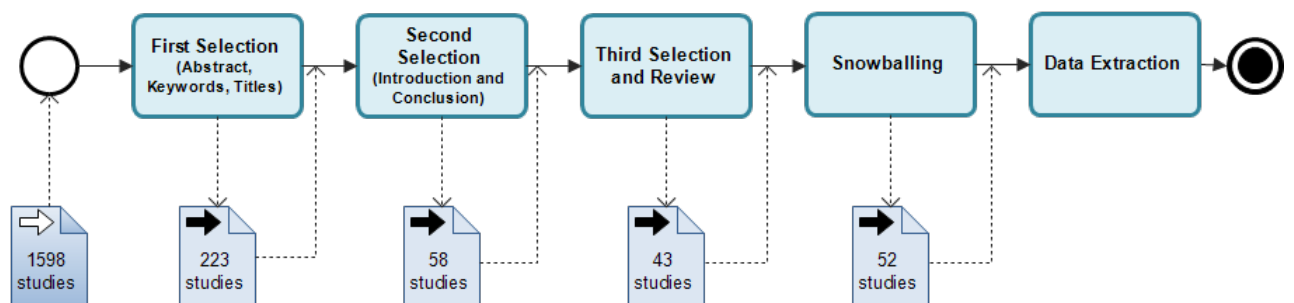 First Selection
(Abstract,
Keywords, Titles)
Second
Selection
(Introduction and
Conclusion)
Third Selection
and Review
Snowballing
Data Extraction
1598
studies
223
studies
58
studies
43
studies
52
studies